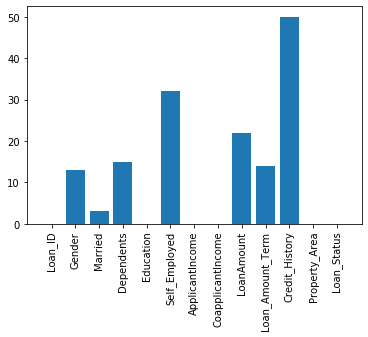 50
40
30
20
10
0
Loan_ID
Gender
Married
Dependents
Education
Self_Employed
ApplicantIncome
CoapplicantIncome
LoanAmount
Loan_Amount_Term
Credit_History
Property_Area
Loan_Status